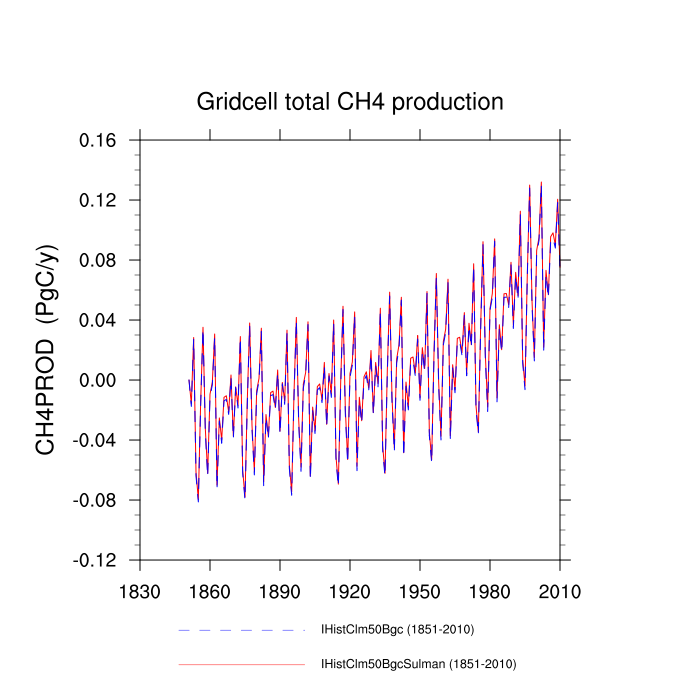 Gridcell total CH4 production
CH4PROD (PgC/y)
0.16
0.12
0.08
0.04
0.00
-0.04
-0.08
-0.12
1830 1860 1890 1920 1950 1980 2010
IHistClm50Bgc (1851-2010)
IHistClm50BgcSulman (1851-2010)